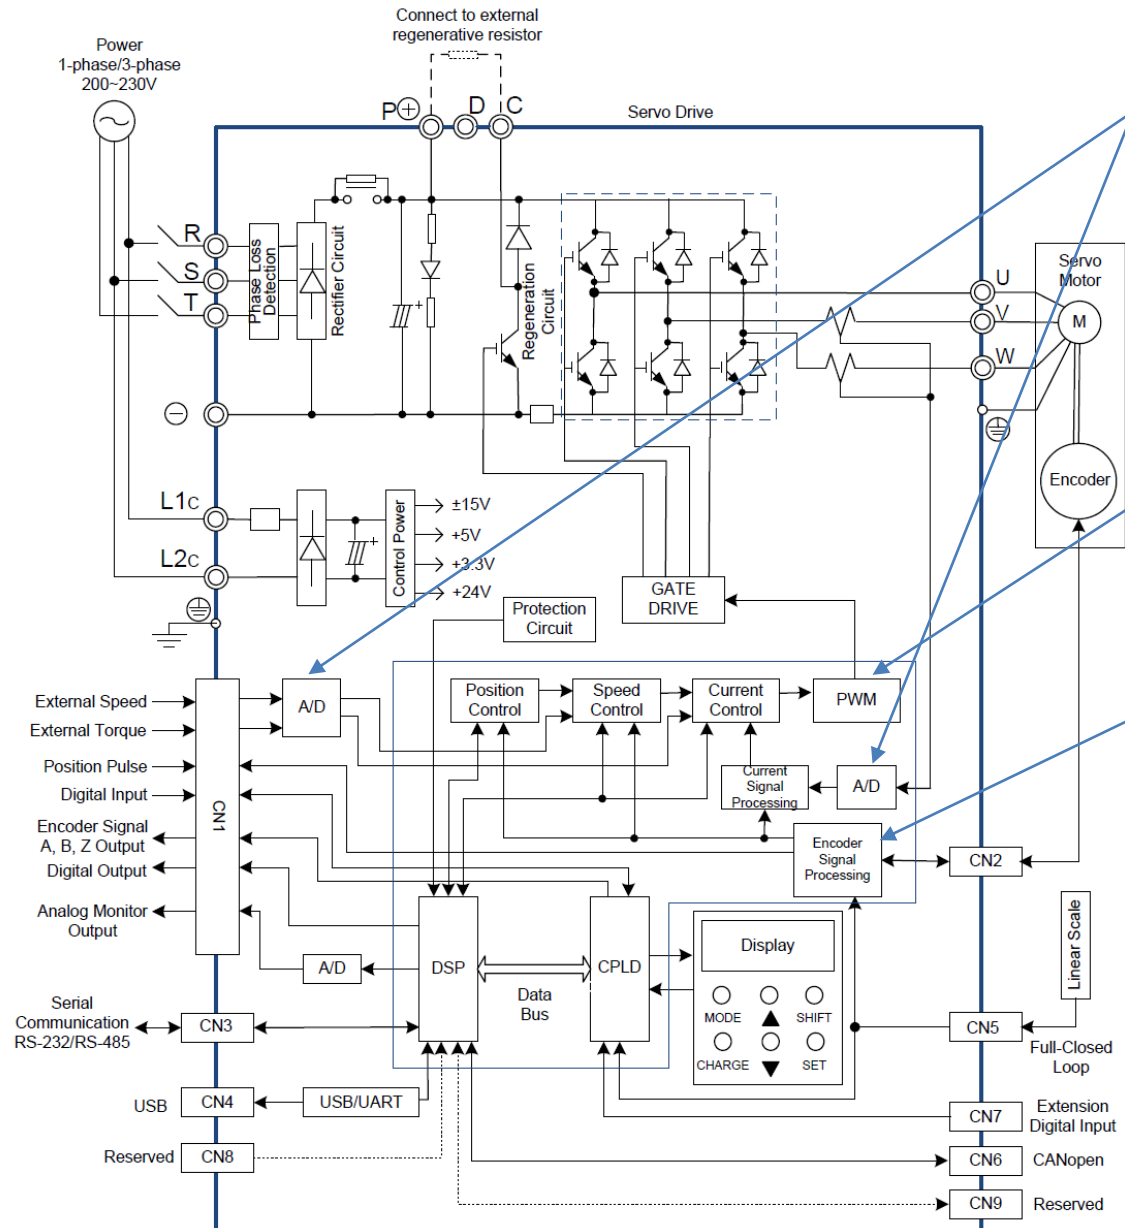 Connect to external
regenerative resistor
Power
1-phase/3-phase
200~230V
P⊕
D
C
Servo Drive
R
S
T
Phase Loss
Detection
Rectifier Circuit
Regeneration
Circuit
+
U
V
W
Servo
Motor
M
Encoder
⊖
L1c
L2c
+
Control Power
±15V
+5V
+3.3V
+24V
GATE
DRIVE
Protection
Circuit
External Speed
External Torque
Position Pulse
Digital Input
Encoder Signal
A, B, Z Output
Digital Output
Analog Monitor
Output
CN1
A/D
Position
Control
Speed
Control
Current
Control
PWM
Current
Signal
Processing
A/D
Encoder
Signal
Processing
CN2
A/D
DSP
Data
Bus
CPLD
Display
MODE
▲
SHIFT
CHARGE
▼
SET
Linear Scale
Serial
Communication
RS-232/RS-485
CN3
CN5
Full-Closed
Loop
USB
CN4
USB/UART
CN7
Extension
Digital Input
Reserved
CN8
CN6
CANopen
CN9
Reserved